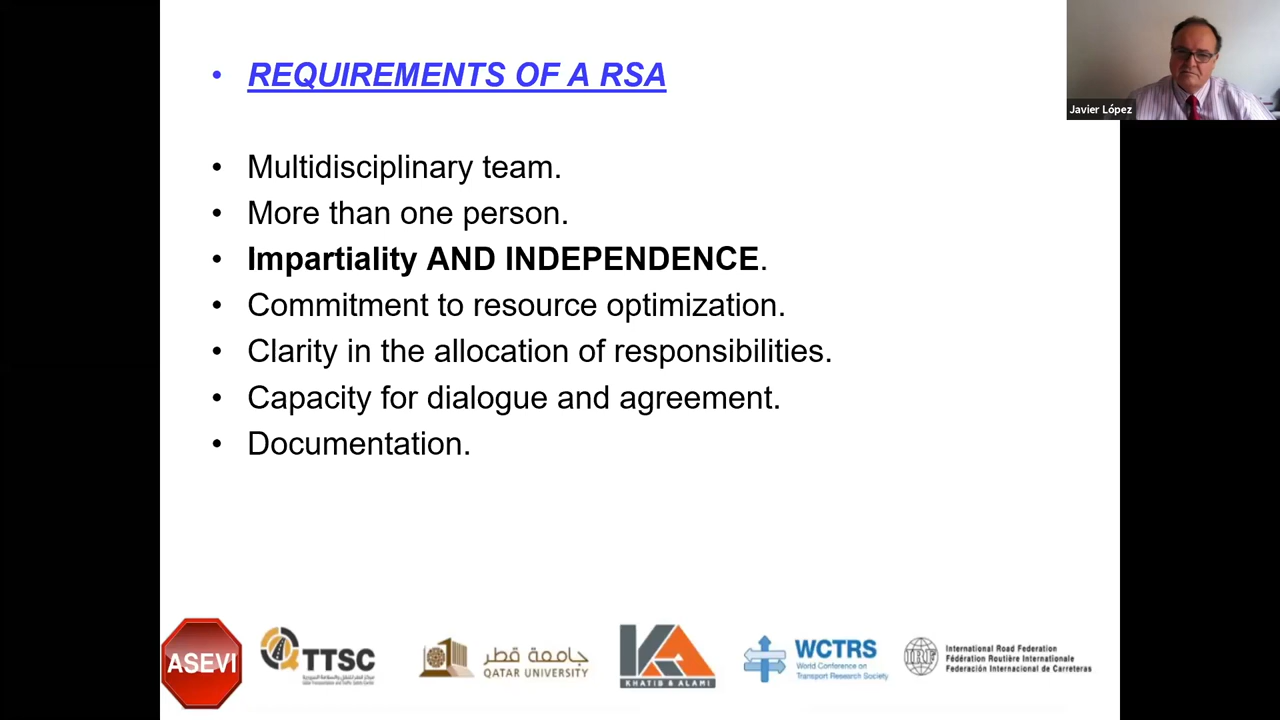 REQUIREMENTS OF A RSA
Javier López
Multidisciplinary team.
More than one person.
Impartiality AND INDEPENDENCE.
Commitment to resource optimization.
Clarity in the allocation of responsibilities.
Capacity for dialogue and agreement.
Documentation.
ASEVI
TTSC
جامعة قطر
QATAR UNIVERSITY
KHATIB & ALAMI
WCTRS
World Conference on
Transport Research Society
IRF
International Road Federation
Fédération Routière Internationale
Federación Internacional de Carreteras